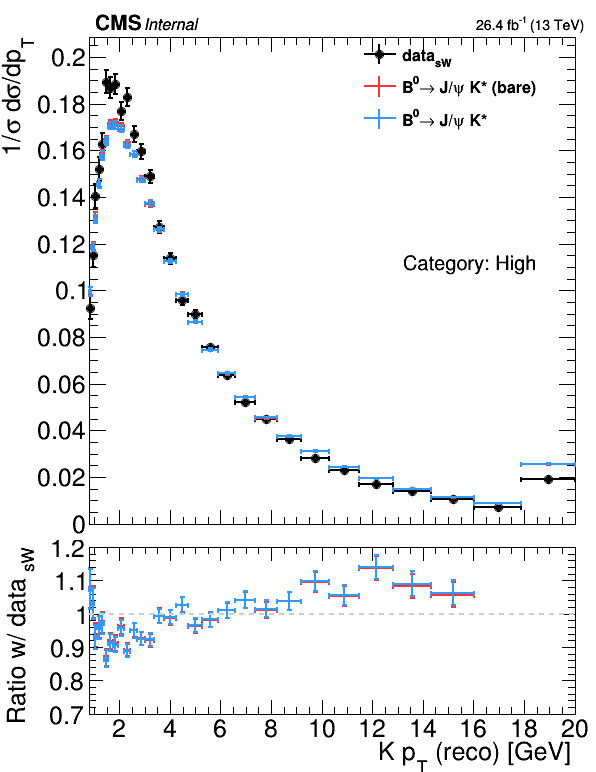 CMS Internal 26.4 fb⁻¹ (13 TeV)
1/σ dσ/dp_T
data_sW
B⁰→ J/ψ K* (bare)
B⁰→ J/ψ K*
Category: High
0.2
0.18
0.16
0.14
0.12
0.1
0.08
0.06
0.04
0.02
0
Ratio w/ data _sW
1.2
1.1
1
0.9
0.8
0.7
2 4 6 8 10 12 14 16 18 20
K p_T (reco) [GeV]